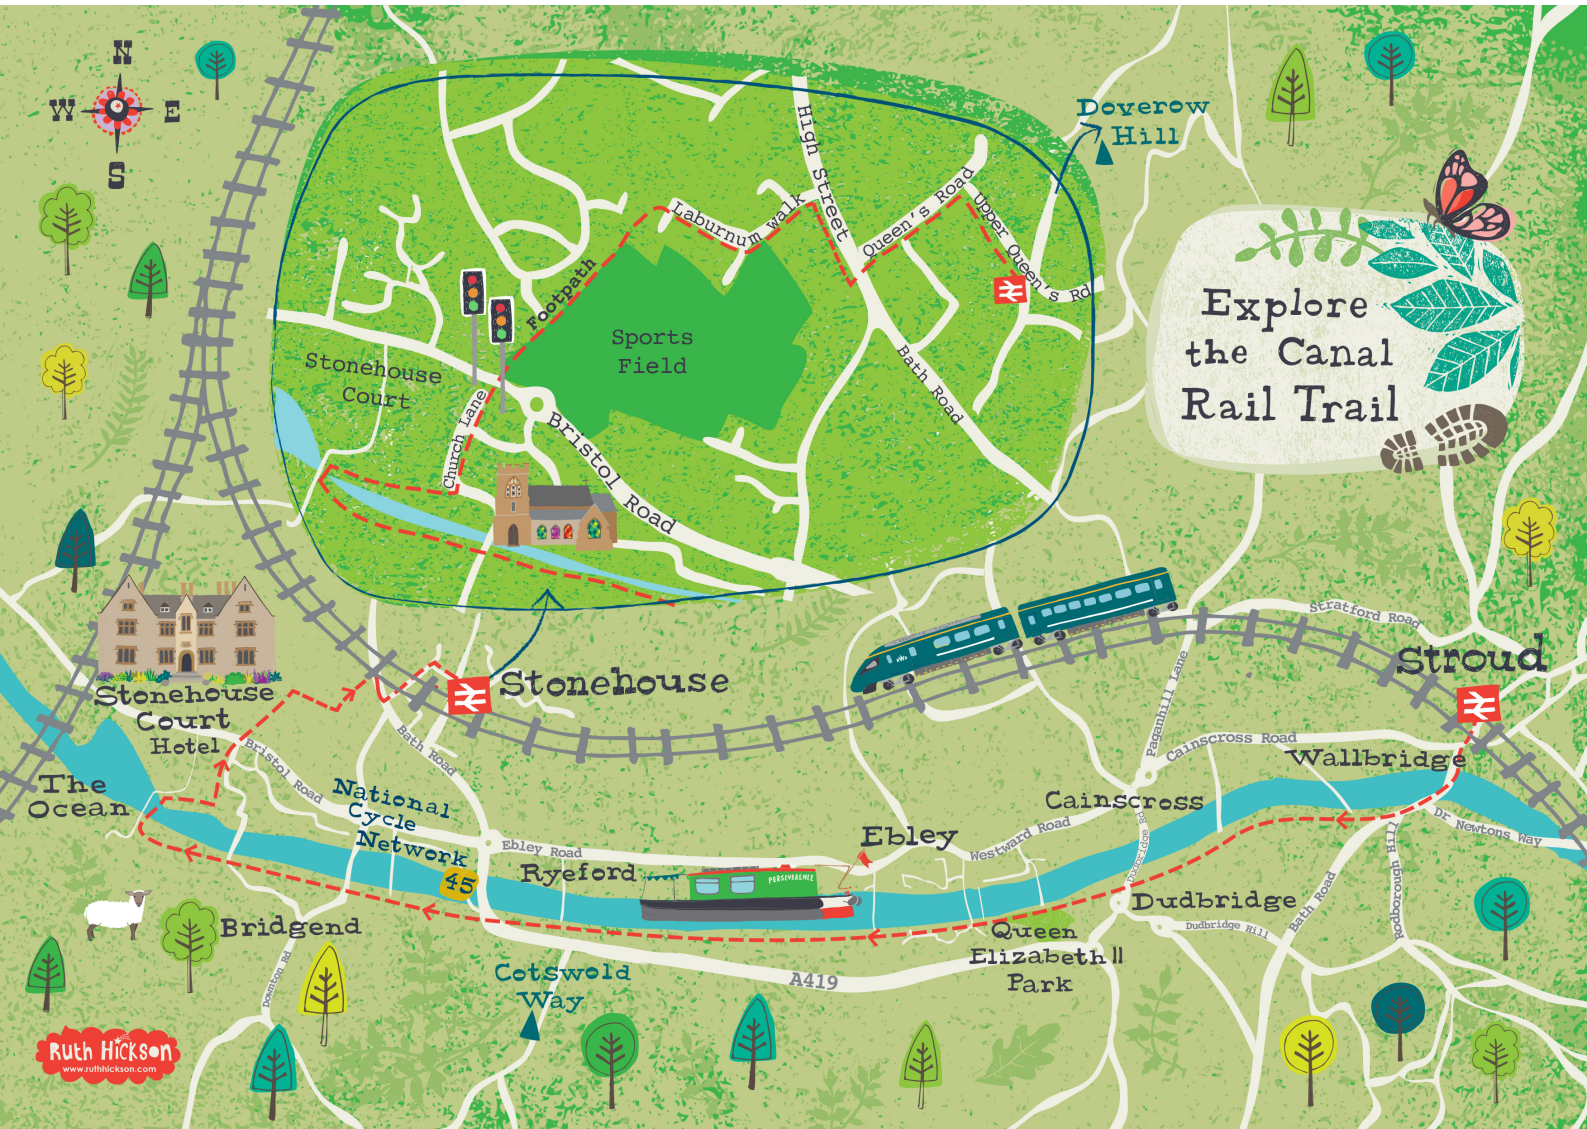 N
W
E
S
Doverow
Hill
High Street
Laburnum walk
Queen's Road
Upper Queen's Rd
Footpath
Sports
Field
Stonehouse
Court
Church Lane
Bristol Road
Bath Road
Explore
the Canal
Rail Trail
Stratford Road
Stroud
Stonehouse
Stonehouse
Court
Hotel
The
Ocean
Bristol Road
Bath Road
National
Cycle
Network
45
Ebley Road
Ryeford
PERSEVERENCE
Ebley
Westward Road
Cainscross
Paganhill Lane
Cainscross Road
Wallbridge
Dr Newtons Way
Dudbridge Rd
Dudbridge
Dudbridge Hill
Bath Road
Rodborough Hill
Queen
Elizabeth II
Park
A419
Cotswold
Way
Bridgend
Downton Rd
Ruth Hickson
www.ruthhickson.com